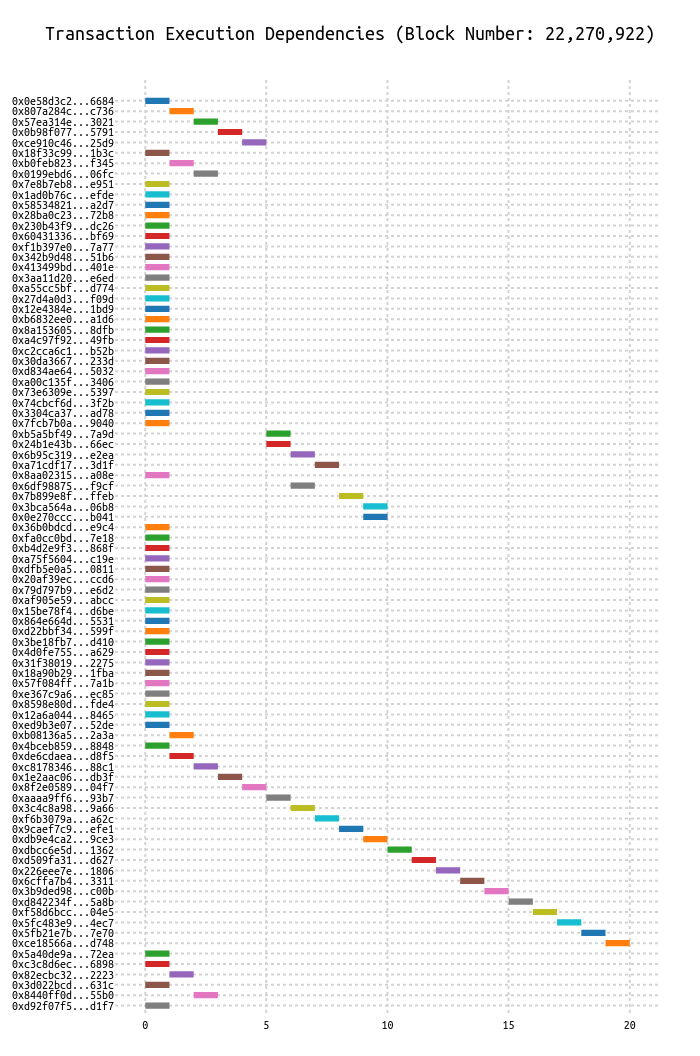 Transaction Execution Dependencies (Block Number: 22,270,922)
0x0e58d3c2...6684
0x807a284c...c736
0x57ea314e...3021
0x0b98f077...5791
0xce910c46...25d9
0x18f33c99...1b3c
0xb0feb823...f345
0x0199ebd6...06fc
0x7e8b7eb8...e951
0x1ad0b76c...efde
0x58534821...a2d7
0x28ba0c23...72b8
0x230b43f9...dc26
0x60431336...bf69
0xf1b397e0...7a77
0x342b9d48...51b6
0x413499bd...401e
0x3aa11d20...e6ed
0xa55cc5bf...d774
0x27d4a0d3...f09d
0x12e4384e...1bd9
0xb6832ee0...a1d6
0x8a153605...8dfb
0xa4c97f92...49fb
0xc2cca6c1...b52b
0x30da3667...233d
0xd834ae64...5032
0xa00c135f...3406
0x73e6309e...5397
0x74cbcf6d...3f2b
0x3304ca37...ad78
0x7fcb7b0a...9040
0xb5a5bf49...7a9d
0x24b1e43b...66ec
0x6b95c319...e2ea
0xa71cdf17...3d1f
0x8aa02315...a08e
0x6df98875...f9cf
0x7b899e8f...ffeb
0x3bca564a...06b8
0x0e270ccc...b041
0x36b0bdcd...e9c4
0xfa0cc0bd...7e18
0xb4d2e9f3...868f
0xa75f5604...c19e
0xdfb5e0a5...0811
0x20af39ec...ccd6
0x79d797b9...e6d2
0xaf905e59...abcc
0x15be78f4...d6be
0x864e664d...5531
0xd22bbf34...599f
0x3be18fb7...d410
0x4d0fe755...a629
0x31f38019...2275
0x18a90b29...1fba
0x57f084ff...7a1b
0xe367c9a6...ec85
0x8598e80d...fde4
0x12a6a044...8465
0xed9b3e07...52de
0xb08136a5...2a3a
0x4bceb859...8848
0xde6cdaea...d8f5
0xc8178346...88c1
0x1e2aac06...db3f
0x8f2e0589...04f7
0xaaaa9ff6...93b7
0x3c4c8a98...9a66
0xf6b3079a...a62c
0x9caef7c9...efe1
0xdb9e4ca2...9ce3
0xdbcc6e5d...1362
0xd509fa31...d627
0x226eee7e...1806
0x6cffa7b4...3311
0x3b9ded98...c00b
0xd842234f...5a8b
0xf58d6bcc...04e5
0x5fc483e9...4ec7
0x5fb21e7b...7e70
0xce18566a...d748
0x5a40de9a...72ea
0xc3c8d6ec...6898
0x82ecbc32...2223
0x3d022bcd...631c
0x8440ff0d...55b0
0xd92f07f5...d1f7
0 5 10 15 20